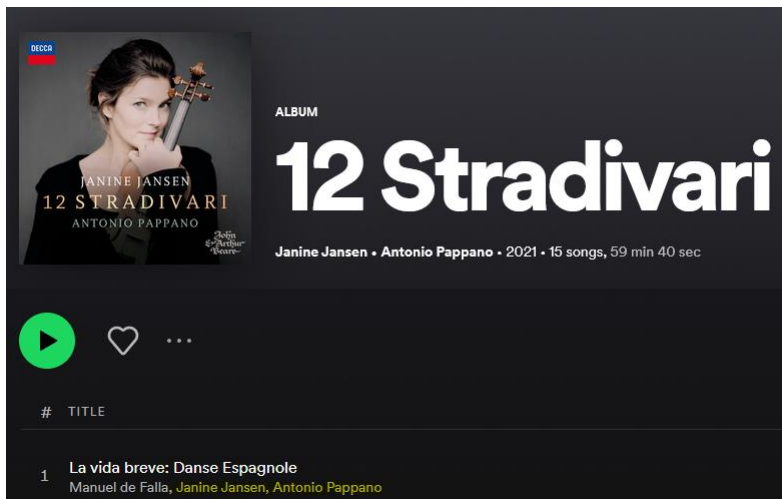 DECCA
JANINE JANSEN
12 STRADIVARI
ANTONIO PAPPANO
John
& Arthur
Beare
ALBUM
12 Stradivari
Janine Jansen • Antonio Pappano • 2021 • 15 songs, 59 min 40 sec
# TITLE
1 La vida breve: Danse Espagnole
Manuel de Falla, Janine Jansen, Antonio Pappano